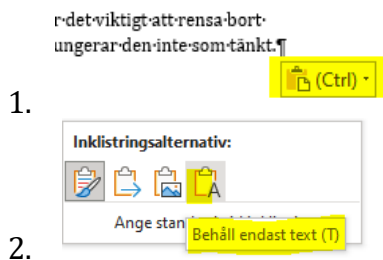 r·det·viktigt·att·rensa·bort·
ungerar·den·inte·som·tänkt.¶
(Ctrl)
1.
Inklistringsalternativ:
A
Ange stan
Behåll endast text (T)
2.